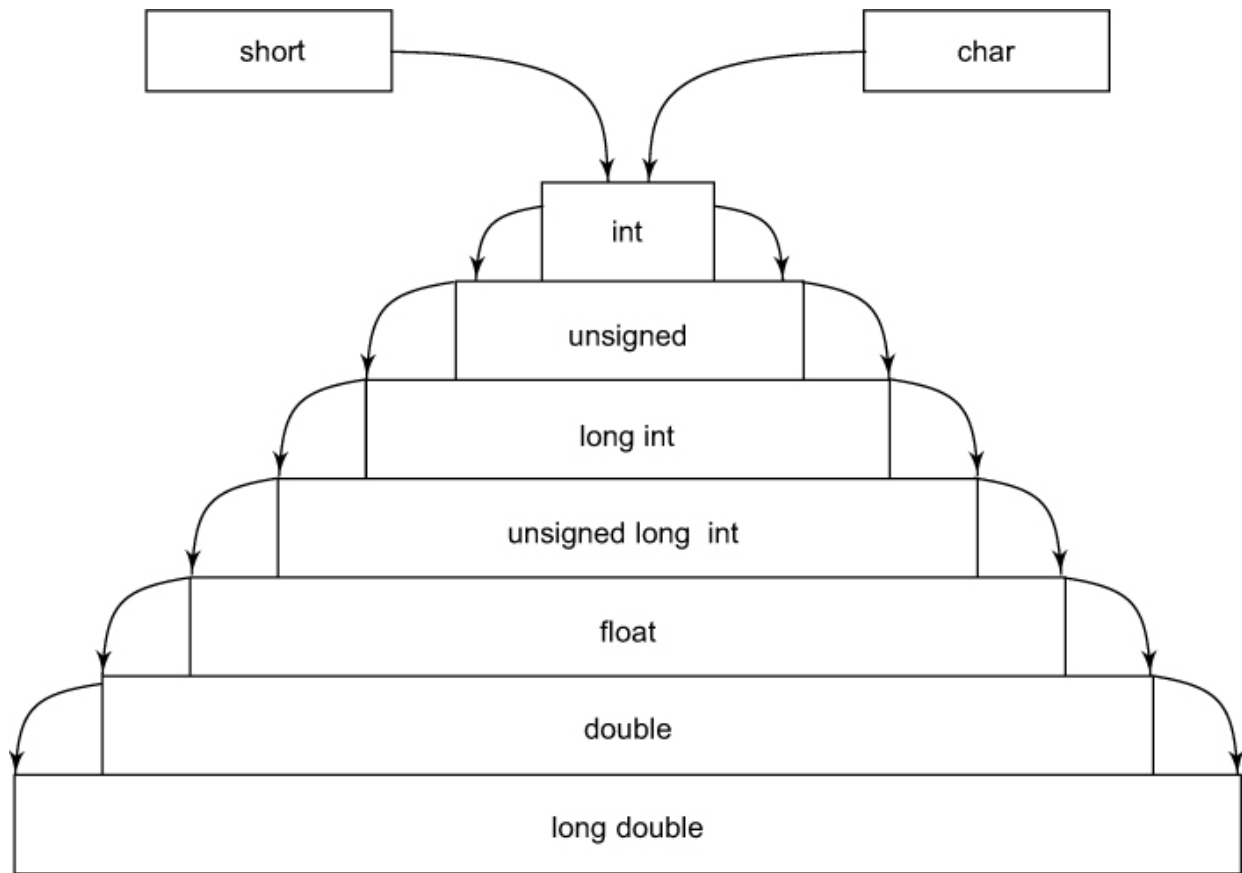 short
char
int
unsigned
long int
unsigned long int
float
double
long double